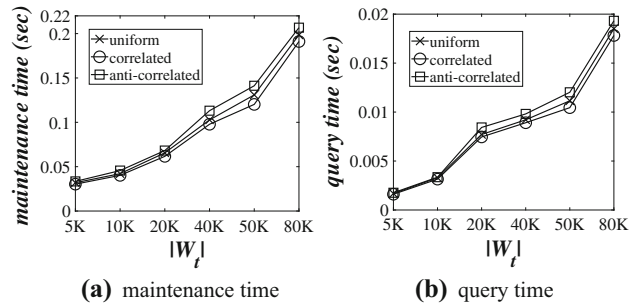 maintenance time (sec)
0.22
0.2
0.15
0.1
0.05
0
uniform
correlated
anti-correlated
5K 10K 20K 40K 50K 80K
|Wt|
(a) maintenance time
query time (sec)
0.02
0.015
0.01
0.005
0
uniform
correlated
anti-correlated
5K 10K 20K 40K 50K 80K
|Wt|
(b) query time